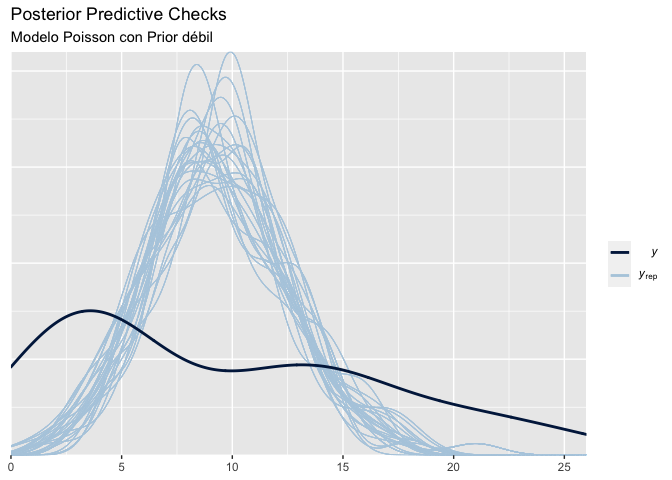 Posterior Predictive Checks
Modelo Poisson con Prior débil
y
yrep
0 5 10 15 20 25